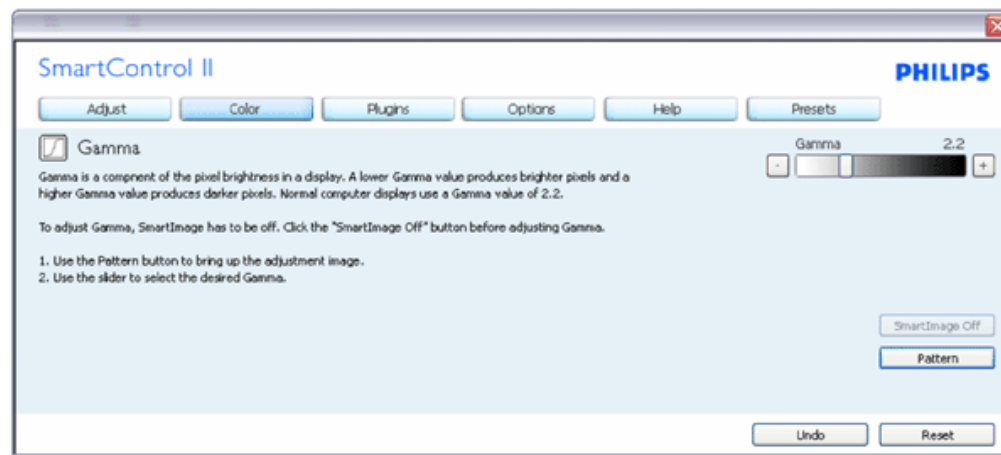 SmartControl II
PHILIPS
Adjust Color Plugins Options Help Presets
Gamma
Gamma 2.2
- +
Gamma is a compnent of the pixel brightness in a display. A lower Gamma value produces brighter pixels and a
higher Gamma value produces darker pixels. Normal computer displays use a Gamma value of 2.2.
To adjust Gamma, SmartImage has to be off. Click the "SmartImage Off" button before adjusting Gamma.
1. Use the Pattern button to bring up the adjustment image.
2. Use the slider to select the desired Gamma.
SmartImage Off
Pattern
Undo Reset